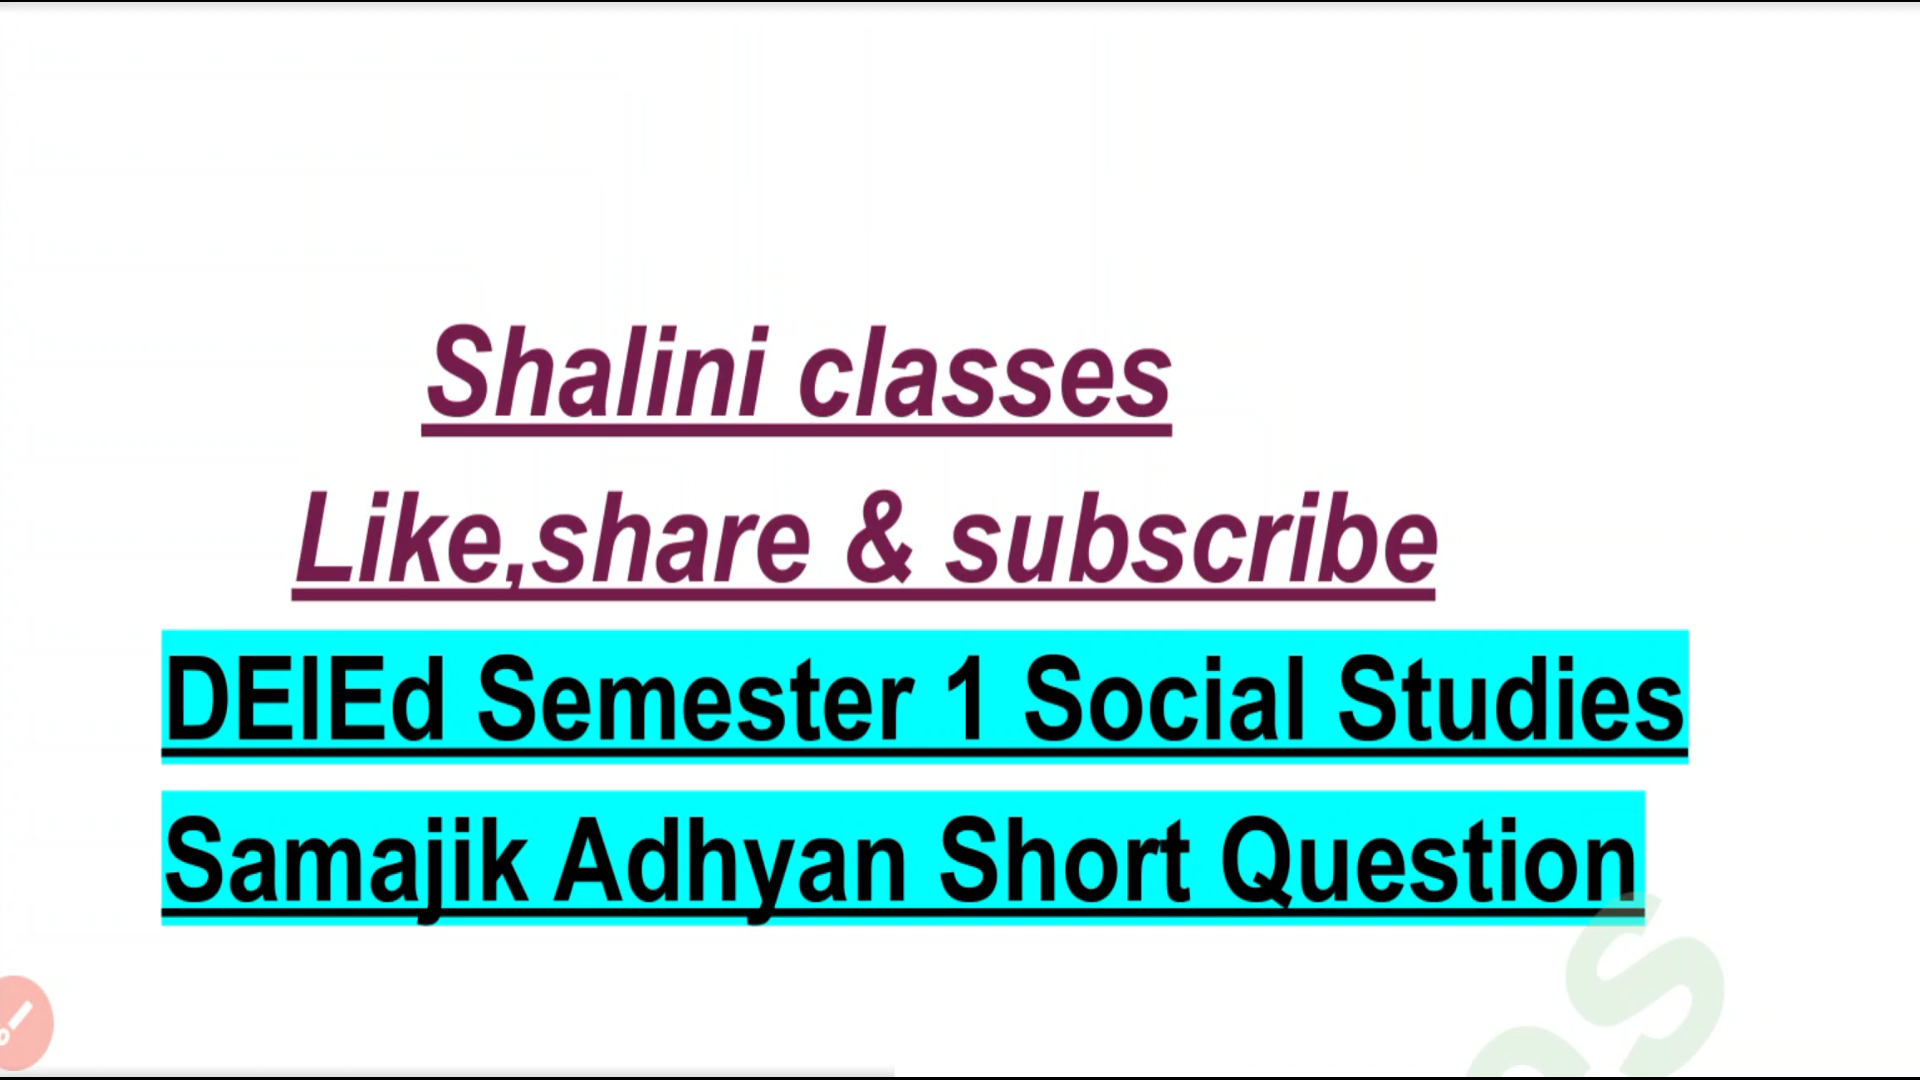 Shalini classes
Like,share & subscribe
DElEd Semester 1 Social Studies
Samajik Adhyan Short Question